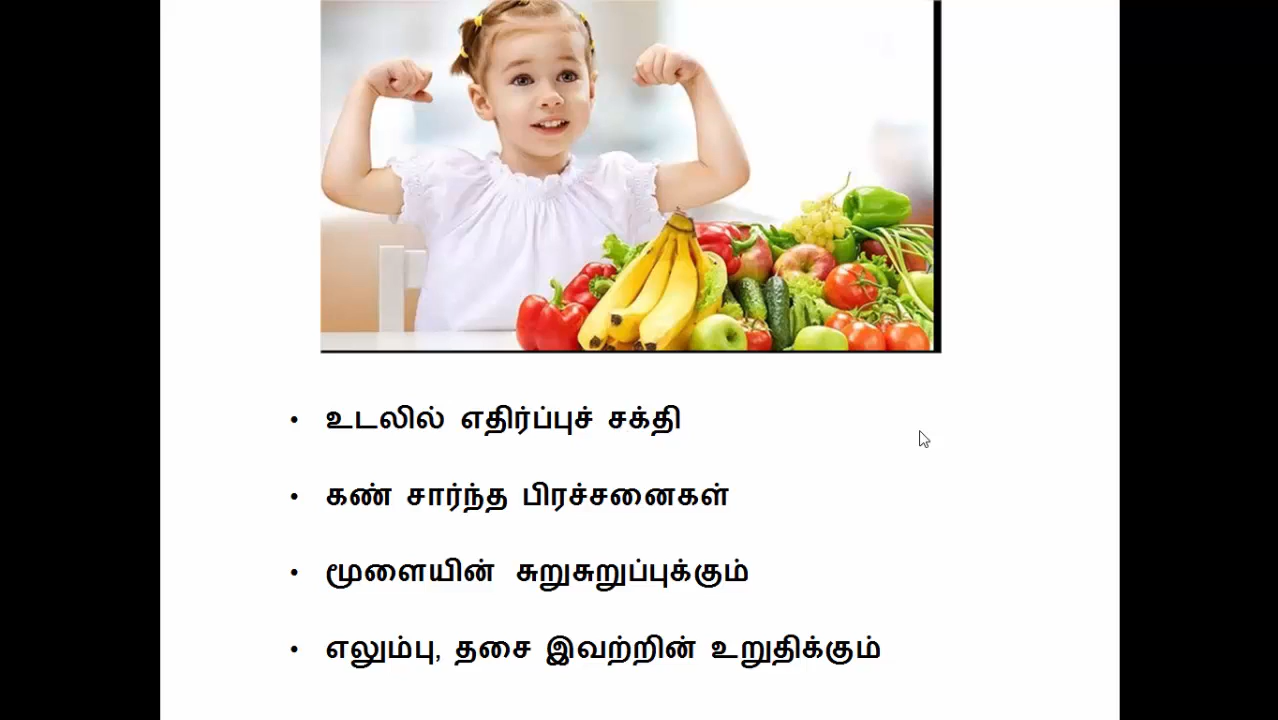 • உடலில் எதிர்ப்புச் சக்தி
• கண் சார்ந்த பிரச்சனைகள்
• மூளையின் சுறுசுறுப்புக்கும்
• எலும்பு, தசை இவற்றின் உறுதிக்கும்